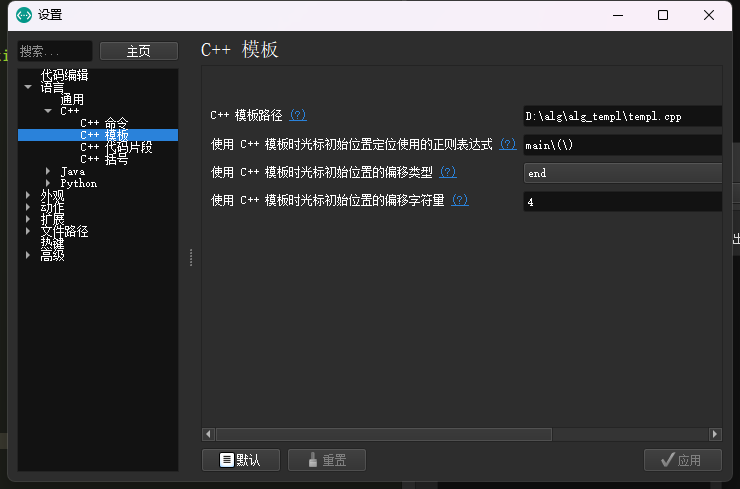 设置
搜索...
主页
代码编辑
语言
通用
C++
C++ 命令
C++ 模板
C++ 代码片段
C++ 括号
Java
Python
外观
动作
扩展
文件路径
热键
高级
C++ 模板
C++ 模板路径 (?) D:\alg\alg_templ\templ.cpp
使用 C++ 模板时光标初始位置定位使用的正则表达式 (?) main\(\)
使用 C++ 模板时光标初始位置的偏移类型 (?) end
使用 C++ 模板时光标初始位置的偏移字符量 (?) 4
默认
重置
应用
出